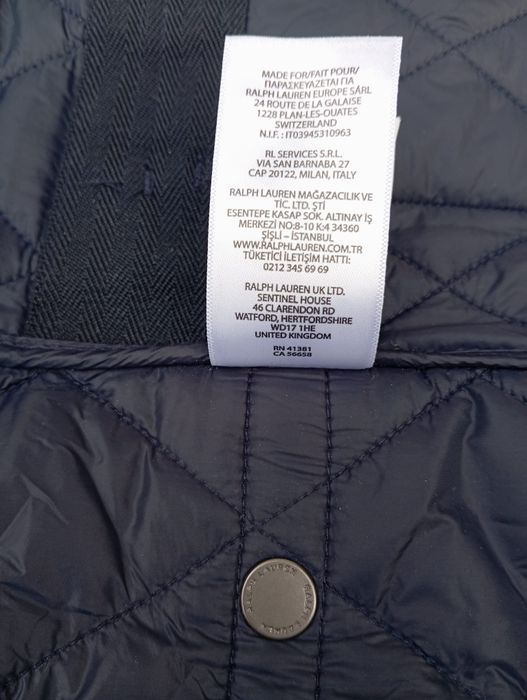 MADE FOR/FAIT POUR/
ΠΑΡΑΣΚΕΥΑΖΕΤΑΙ ΓΙΑ
RALPH LAUREN EUROPE SÀRL
24 ROUTE DE LA GALAISE
1228 PLAN-LES-OUATES
SWITZERLAND
N.I.F. : IT03945310963
RL SERVICES S.R.L.
VIA SAN BARNABA 27
CAP 20122, MILAN, ITALY
RALPH LAUREN MAĞAZACILIK VE
TİC. LTD. ŞTİ
ESENTEPE KASAP SOK. ALTINAY İŞ
MERKEZİ NO:8-10 K:4 34360
ŞİŞLİ – İSTANBUL
WWW.RALPHLAUREN.COM.TR
TÜKETİCİ İLETİŞİM HATTI:
0212 345 69 69
RALPH LAUREN UK LTD.
SENTINEL HOUSE
46 CLARENDON RD
WATFORD, HERTFORDSHIRE
WD17 1HE
UNITED KINGDOM
RN 41381
CA 56658
RALPH LAUREN RALPH LAUREN